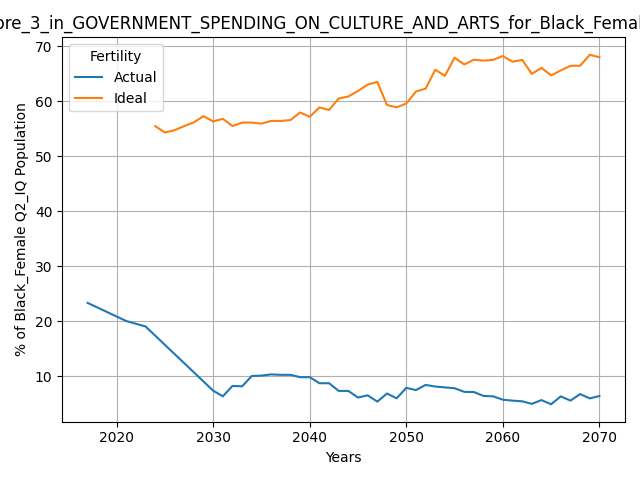 ore_3_in_GOVERNMENT_SPENDING_ON_CULTURE_AND_ARTS_for_Black_Femal
Fertility
Actual
Ideal
% of Black_Female Q2_IQ Population
70
60
50
40
30
20
10
2020 2030 2040 2050 2060 2070
Years